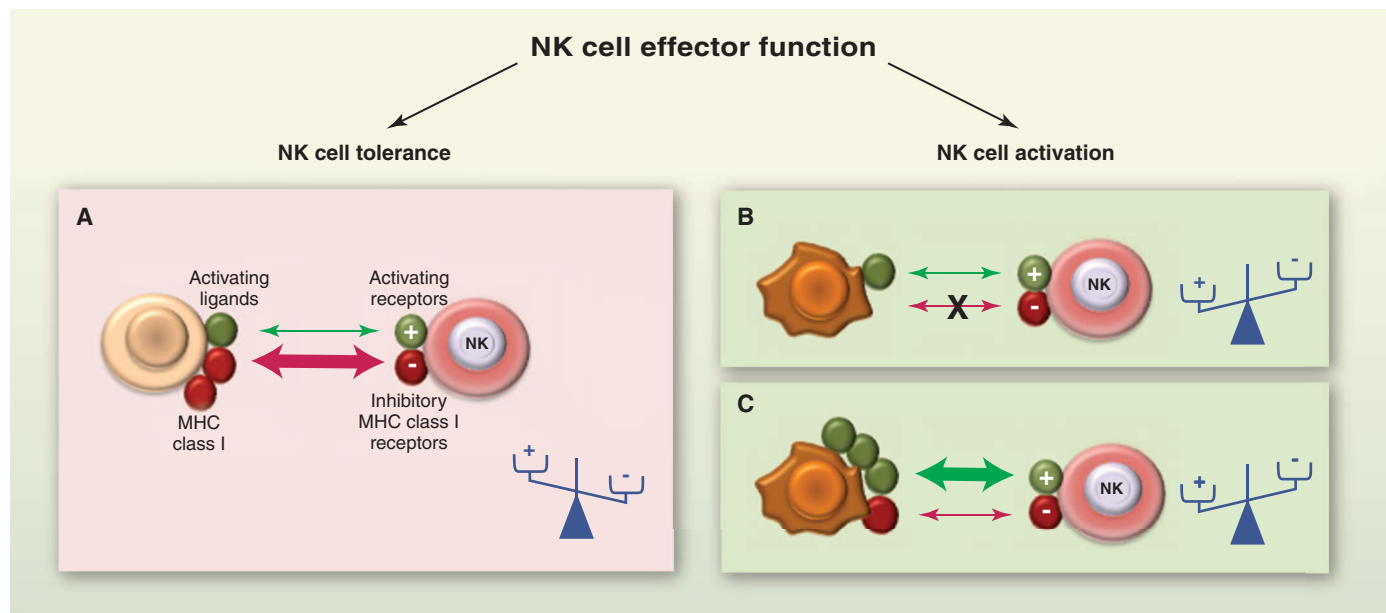 NK cell effector function
NK cell tolerance
NK cell activation
A
Activating
ligands
Activating
receptors
+
-
NK
MHC
class I
Inhibitory
MHC class I
receptors
+
-
B
+
-
X
NK
+
-
C
+
-
NK
+
-